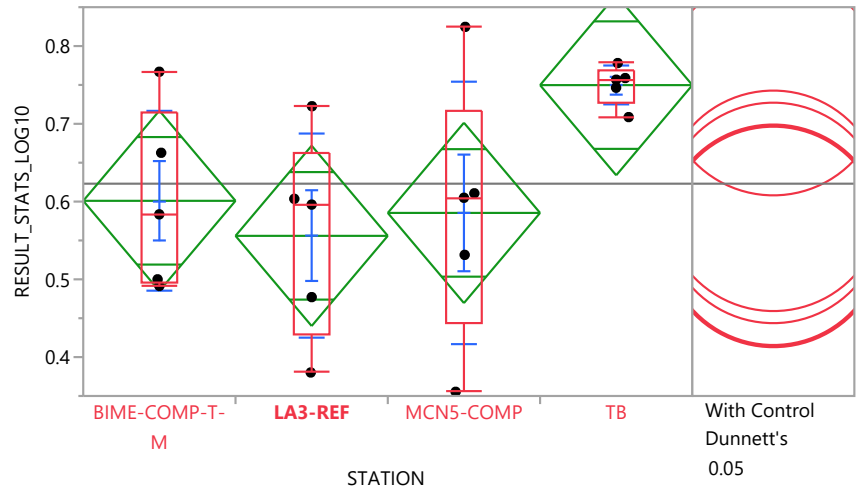 RESULT_STATS_LOG10
0.8
0.7
0.6
0.5
0.4
BIME-COMP-T-
M
LA3-REF
MCN5-COMP
TB
With Control
Dunnett's
0.05
STATION